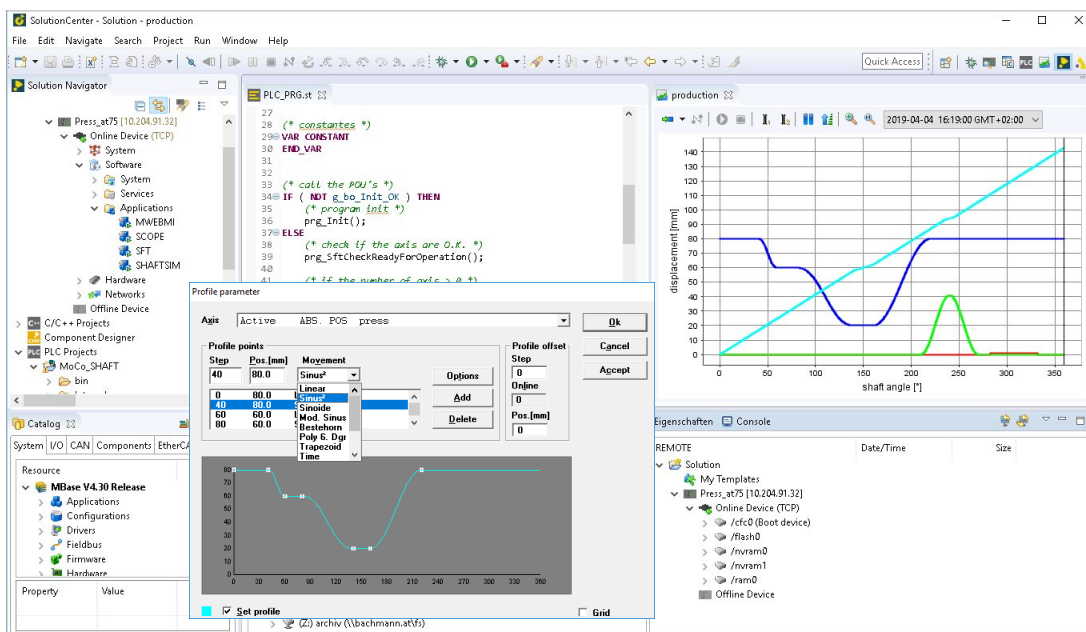 SolutionCenter - Solution - production
File Edit Navigate Search Project Run Window Help
Quick Access
PLC
Solution Navigator
Press_at75 [10.204.91.32]
Online Device (TCP)
System
Software
System
Services
Applications
MWEBMI
SCOPE
SFT
SHAFTSIM
Hardware
Networks
Offline Device
C/C++ Projects
Component Designer
PLC Projects
MoCo_SHAFT
bin
PLC_PRG.st
27
28 (* constantes *)
29 VAR CONSTANT
30 END_VAR
31
32
33 (* call the POU's *)
34 IF ( NOT g_bo_Init_OK ) THEN
35 (* program init *)
36 prg_Init();
37 ELSE
38 (* check if the axis are O.K. *)
39 prg_SftCheckReadyForOperation();
40
41 (* if the number of axis > 0 *)
production
2019-04-04 16:19:00 GMT+02:00
displacement [mm]
140
130
120
110
100
90
80
70
60
50
40
30
20
10
0
0 50 100 150 200 250 300 350
shaft angle [°]
Catalog
System I/O CAN Components EtherCA
Resource
MBase V4.30 Release
Applications
Configurations
Drivers
Fieldbus
Firmware
Hardware
Property Value
Profile parameter
Axis Active ABS. POS press
Ok
Cancel
Accept
Profile points
Step Pos.[mm] Movement
40 80.0 Sinus²
Linear
Sinus²
Sinoide
Mod. Sinus
Bestehorn
Poly 6. Dgr
Trapezoid
Time
0 80.0
40 80.0
60 60.0
80 60.0
Options
Add
Delete
Profile offset
Step
0
Online
0
Pos.[mm]
0
80
70
60
50
40
30
20
10
0
0 30 60 90 120 150 180 210 240 270 300 330 360
Set profile
Grid
(Z:) archiv (\\bachmann.at\fs)
Eigenschaften Console
REMOTE Date/Time Size
Solution
My Templates
Press_at75 [10.204.91.32]
Online Device (TCP)
/cfc0 (Boot device)
/flash0
/nvram0
/nvram1
/ram0
Offline Device